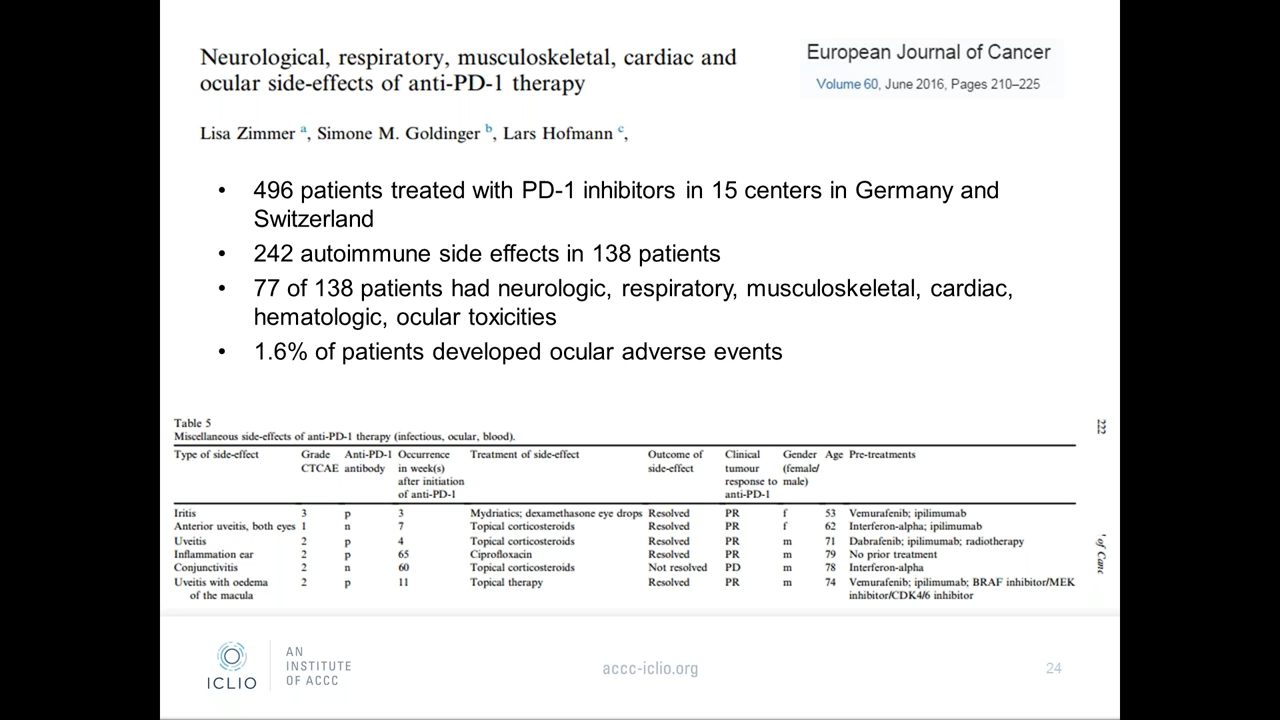 Neurological, respiratory, musculoskeletal, cardiac and
ocular side-effects of anti-PD-1 therapy
European Journal of Cancer
Volume 60, June 2016, Pages 210–225
Lisa Zimmer a, Simone M. Goldinger b, Lars Hofmann c,
• 496 patients treated with PD-1 inhibitors in 15 centers in Germany and
Switzerland
• 242 autoimmune side effects in 138 patients
• 77 of 138 patients had neurologic, respiratory, musculoskeletal, cardiac,
hematologic, ocular toxicities
• 1.6% of patients developed ocular adverse events
Table 5
Miscellaneous side-effects of anti-PD-1 therapy (infectious, ocular, blood).
222
Type of side-effect Grade Anti-PD-1 Occurrence Treatment of side-effect Outcome of Clinical Gender Age Pre-treatments
CTCAE antibody in week(s) side-effect tumour (female/
after initiation response to male)
of anti-PD-1 anti-PD-1
Iritis 3 p 3 Mydriatics; dexamethasone eye drops Resolved PR f 53 Vemurafenib; ipilimumab
Anterior uveitis, both eyes 1 n 7 Topical corticosteroids Resolved PR f 62 Interferon-alpha; ipilimumab
Uveitis 2 p 4 Topical corticosteroids Resolved PR m 71 Dabrafenib; ipilimumab; radiotherapy
Inflammation ear 2 p 65 Ciprofloxacin Resolved PR m 79 No prior treatment
Conjunctivitis 2 n 60 Topical corticosteroids Not resolved PD m 78 Interferon-alpha
Uveitis with oedema 2 p 11 Topical therapy Resolved PR m 74 Vemurafenib; ipilimumab; BRAF inhibitor/MEK
of the macula inhibitor/CDK4/6 inhibitor
of Canc
ICLIO
AN
INSTITUTE
OF ACCC
accc-iclio.org
24